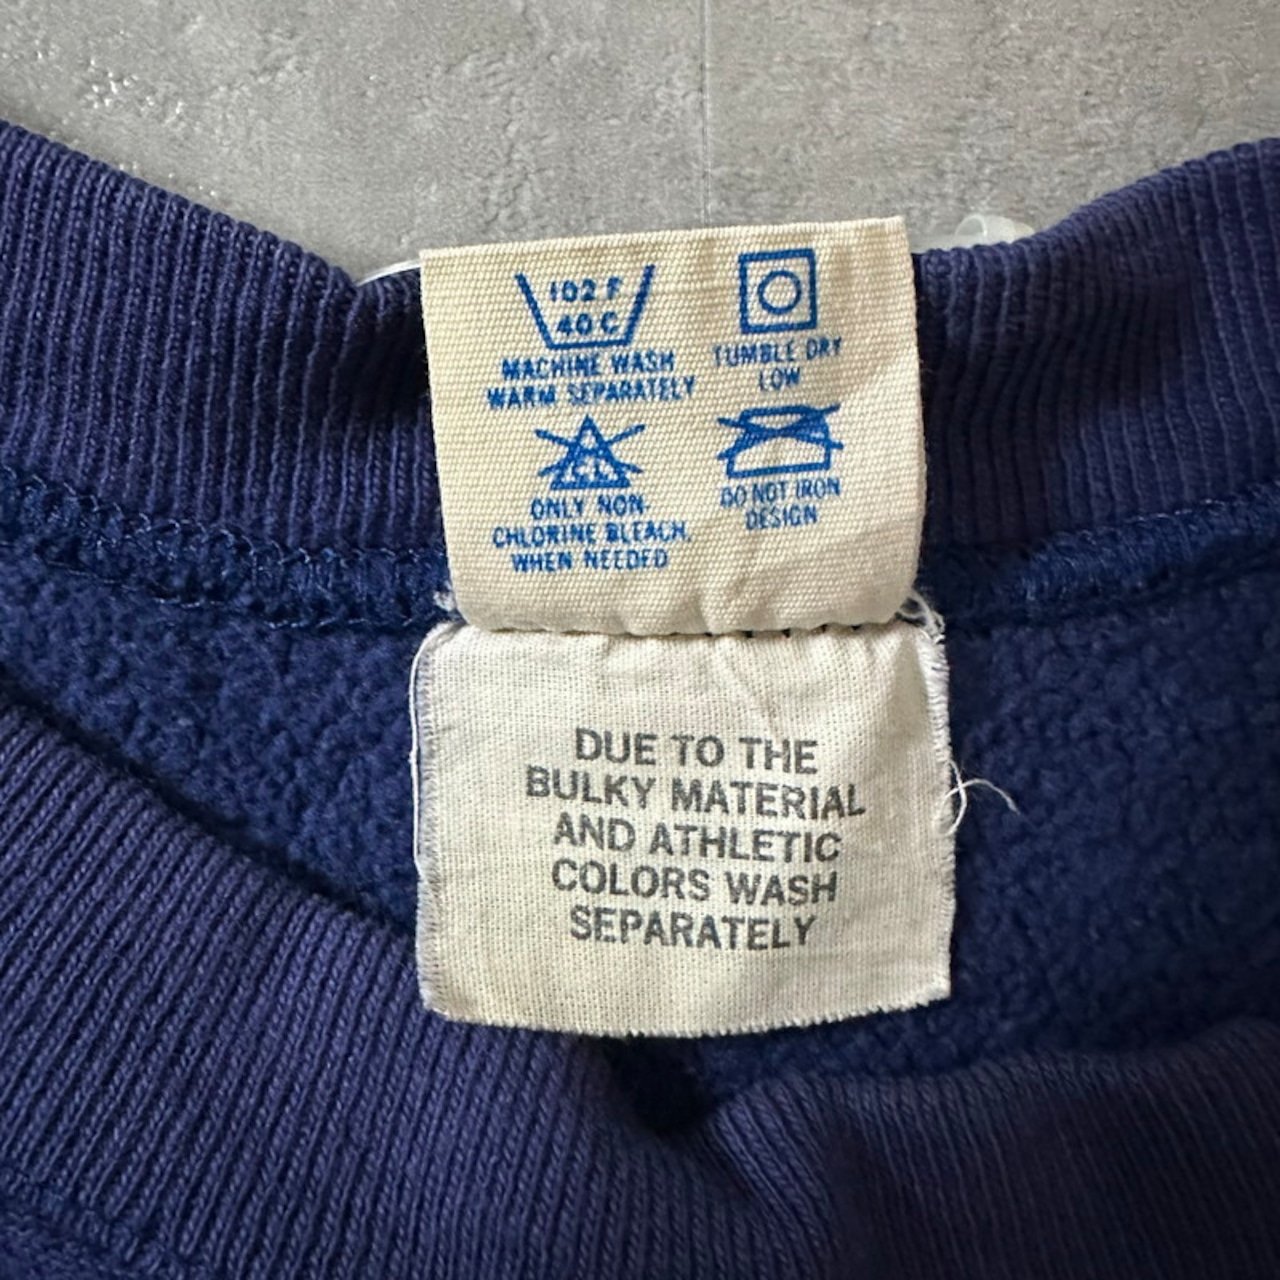 102 F
40 C
MACHINE WASH
WARM SEPARATELY
TUMBLE DRY
LOW
CL
ONLY NON-
CHLORINE BLEACH,
WHEN NEEDED
DO NOT IRON
DESIGN
DUE TO THE
BULKY MATERIAL
AND ATHLETIC
COLORS WASH
SEPARATELY